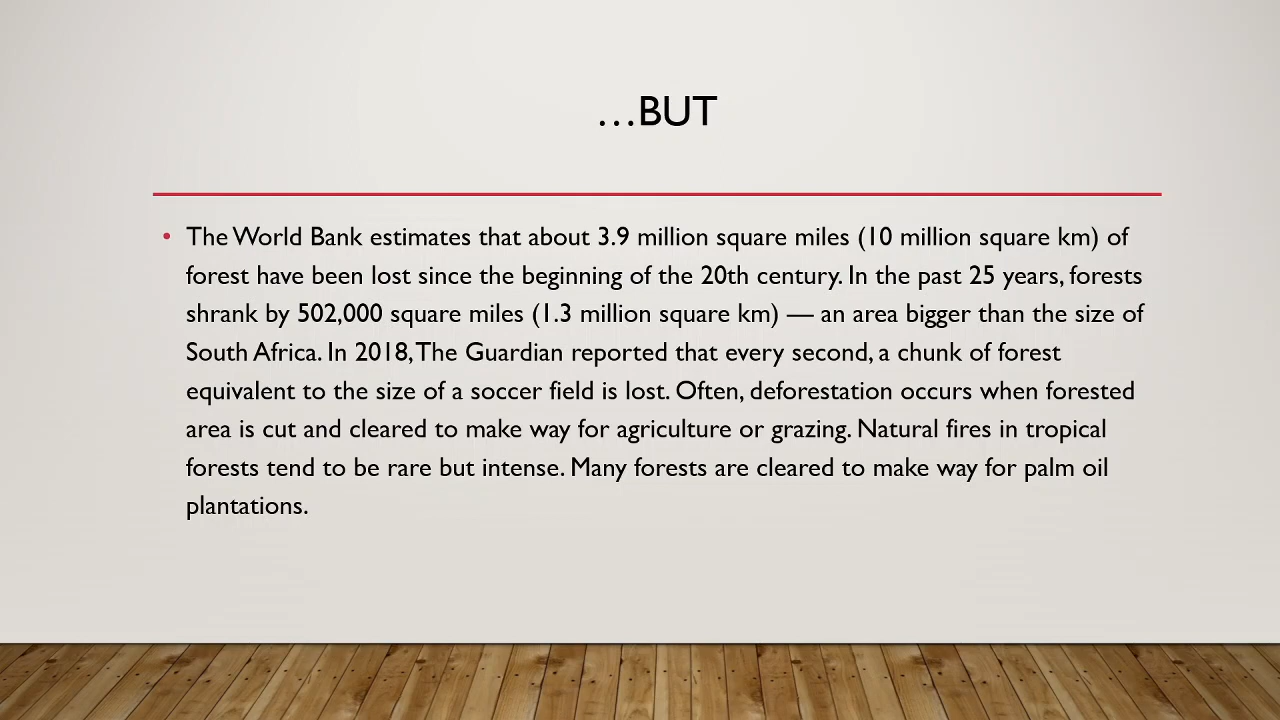 …BUT
• The World Bank estimates that about 3.9 million square miles (10 million square km) of
forest have been lost since the beginning of the 20th century. In the past 25 years, forests
shrank by 502,000 square miles (1.3 million square km) — an area bigger than the size of
South Africa. In 2018, The Guardian reported that every second, a chunk of forest
equivalent to the size of a soccer field is lost. Often, deforestation occurs when forested
area is cut and cleared to make way for agriculture or grazing. Natural fires in tropical
forests tend to be rare but intense. Many forests are cleared to make way for palm oil
plantations.